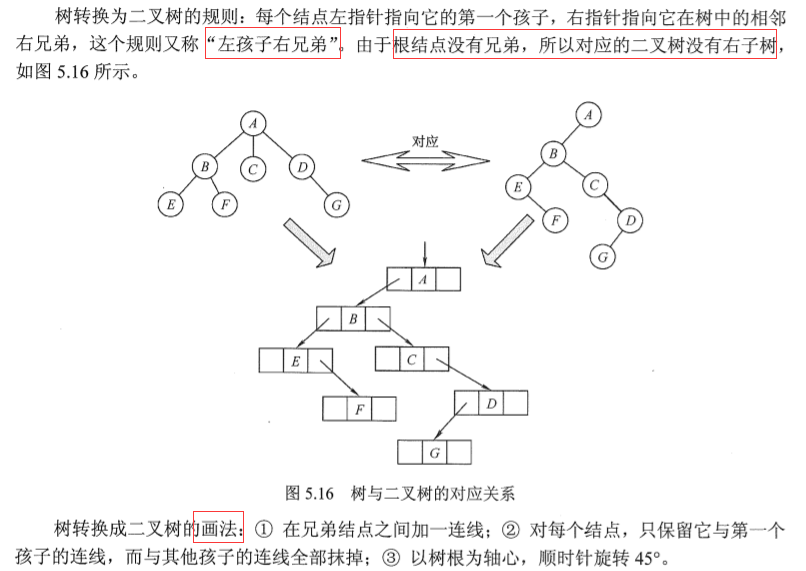 树转换为二叉树的规则：每个结点左指针指向它的第一个孩子，右指针指向它在树中的相邻
右兄弟，这个规则又称“左孩子右兄弟”。由于根结点没有兄弟，所以对应的二叉树没有右子树，
如图 5.16 所示。
A
A
对应
B
B
C
D
E
C
E
F
G
F
D
G
A
B
E
C
F
D
G
图 5.16 树与二叉树的对应关系
树转换成二叉树的画法：① 在兄弟结点之间加一连线；② 对每个结点，只保留它与第一个
孩子的连线，而与其他孩子的连线全部抹掉；③ 以树根为轴心，顺时针旋转 45°。